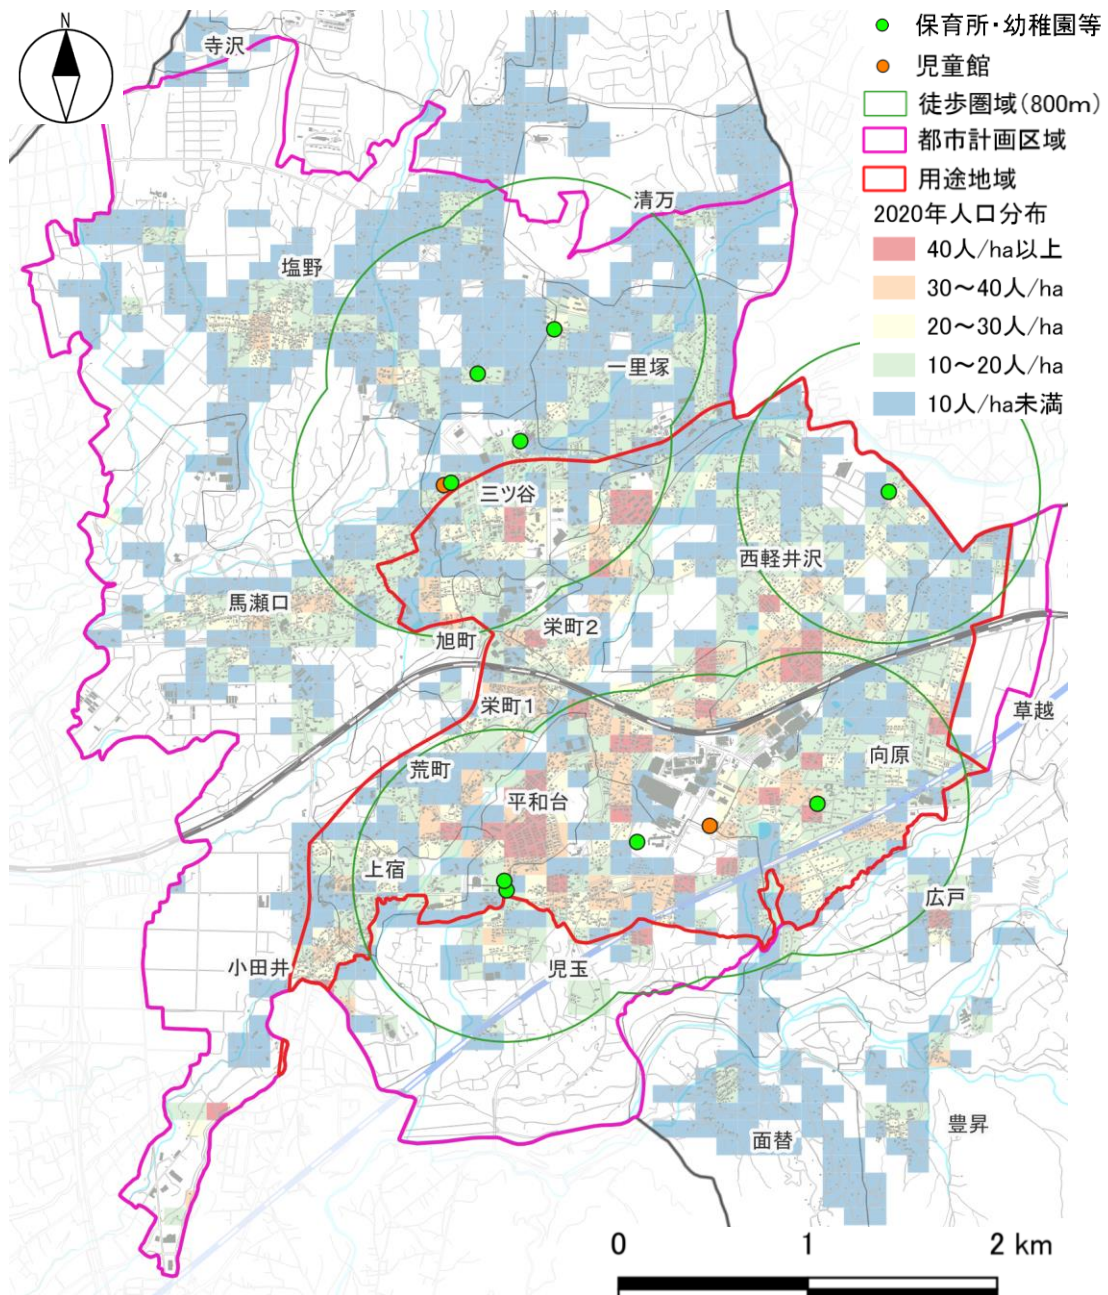 N
保育所・幼稚園等
児童館
徒歩圏域(800m)
都市計画区域
用途地域
2020年人口分布
40人/ha以上
30～40人/ha
20～30人/ha
10～20人/ha
10人/ha未満
寺沢
清万
塩野
一里塚
三ツ谷
西軽井沢
馬瀬口
旭町
栄町2
栄町1
草越
荒町
向原
平和台
上宿
広戸
小田井
児玉
豊昇
面替
0 1 2 km